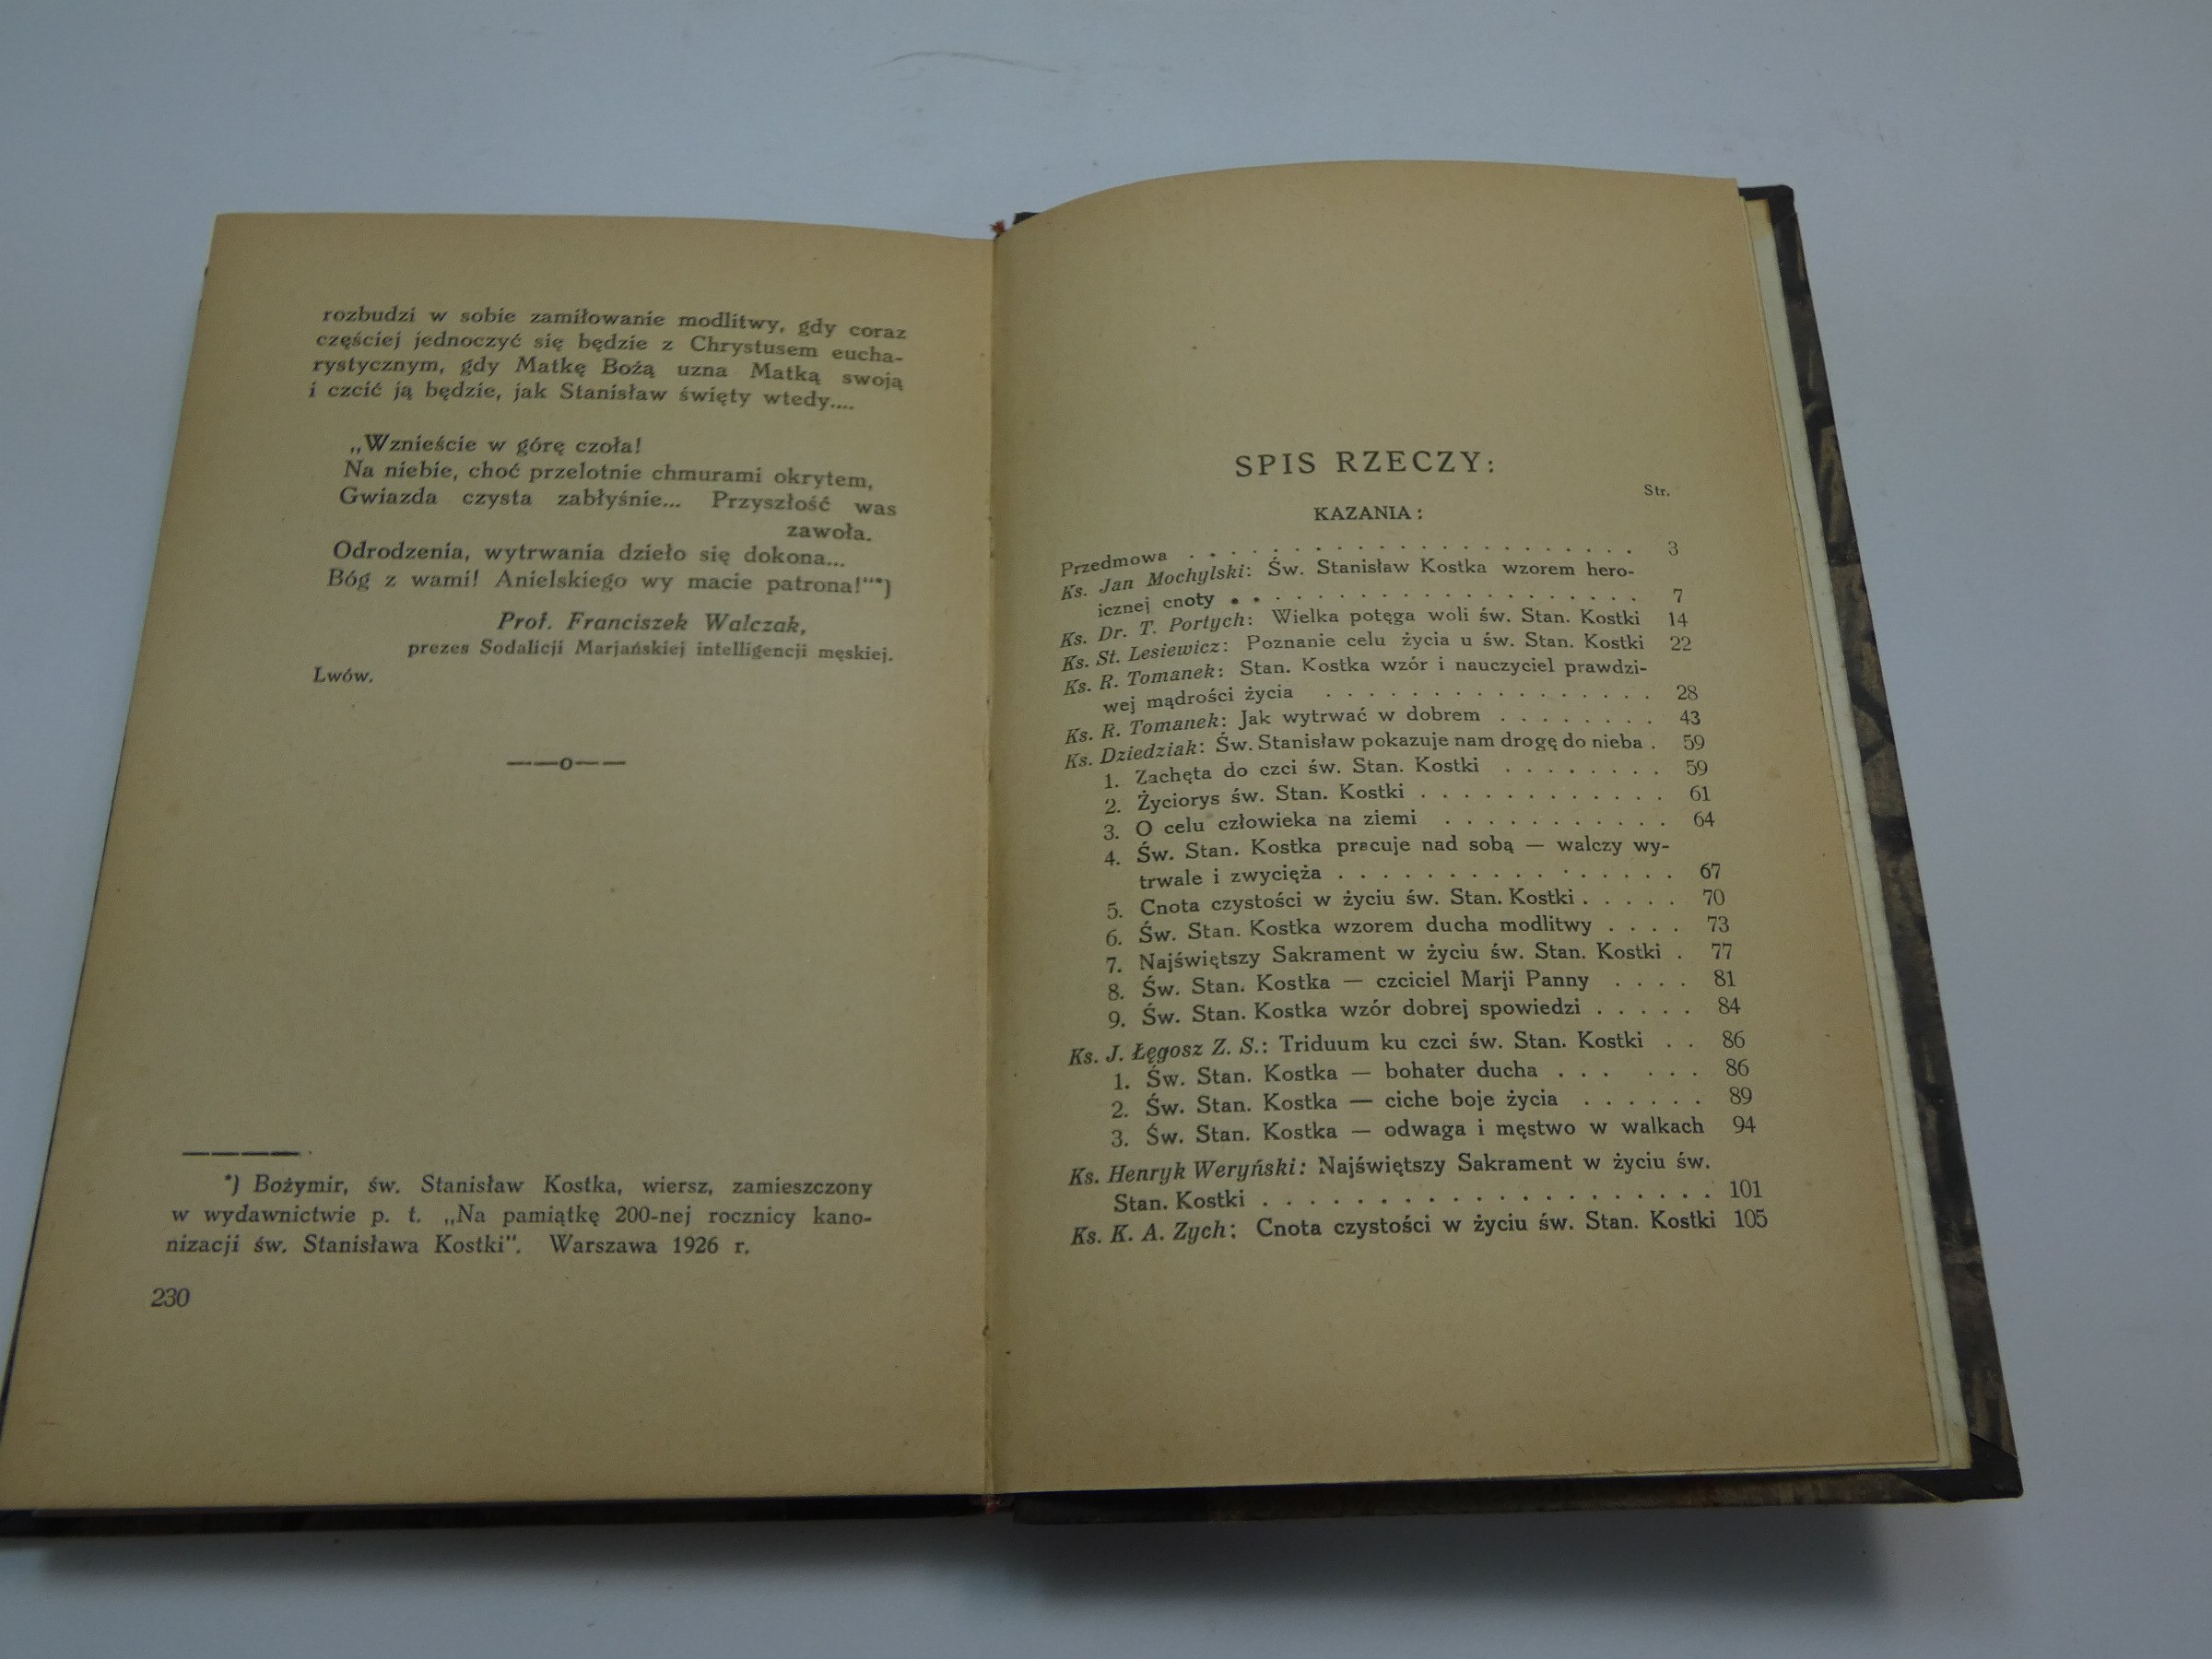 rozbudzi w sobie zamiłowanie modlitwy, gdy coraz
częściej jednoczyć się będzie z Chrystusem eucha-
rystycznym, gdy Matkę Bożą uzna Matką swoją
i czcić ją będzie, jak Stanisław święty wtedy....
„Wznieście w górę czoła!
Na niebie, choć przelotnie chmurami okrytem,
Gwiazda czysta zabłyśnie... Przyszłość was
zawoła.
Odrodzenia, wytrwania dzieło się dokona...
Bóg z wami! Anielskiego wy macie patrona!“*)
Prof. Franciszek Walczak,
prezes Sodalicji Marjańskiej intelligencji męskiej.
Lwów.
——o——
*) Bożymir, św. Stanisław Kostka, wiersz, zamieszczony
w wydawnictwie p. t. „Na pamiątkę 200-nej rocznicy kano-
nizacji św. Stanisława Kostki". Warszawa 1926 r.
230
SPIS RZECZY:
Str.
KAZANIA:
Przedmowa . . . . . . . . . . . . . . . . . . . . 3
Ks. Jan Mochylski: Św. Stanisław Kostka wzorem hero-
icznej cnoty . . . . . . . . . . . . . . . . . . 7
Ks. Dr. T. Portych: Wielka potęga woli św. Stan. Kostki 14
Ks. St. Lesiewicz: Poznanie celu życia u św. Stan. Kostki 22
Ks. R. Tomanek: Stan. Kostka wzór i nauczyciel prawdzi-
wej mądrości życia . . . . . . . . . . . . . . . . 28
Ks. R. Tomanek: Jak wytrwać w dobrem . . . . . . . . 43
Ks. Dziedziak: Św. Stanisław pokazuje nam drogę do nieba . 59
1. Zachęta do czci św. Stan. Kostki . . . . . . . . 59
2. Życiorys św. Stan. Kostki . . . . . . . . . . . . 61
3. O celu człowieka na ziemi . . . . . . . . . . . 64
4. Św. Stan. Kostka pracuje nad sobą — walczy wy-
trwale i zwycięża . . . . . . . . . . . . . . . . 67
5. Cnota czystości w życiu św. Stan. Kostki . . . . . 70
6. Św. Stan. Kostka wzorem ducha modlitwy . . . . 73
7. Najświętszy Sakrament w życiu św. Stan. Kostki . 77
8. Św. Stan. Kostka — czciciel Marji Panny . . . . 81
9. Św. Stan. Kostka wzór dobrej spowiedzi . . . . . 84
Ks. J. Łęgosz Z. S.: Triduum ku czci św. Stan. Kostki . . 86
1. Św. Stan. Kostka — bohater ducha . . . . . . 86
2. Św. Stan. Kostka — ciche boje życia . . . . . . 89
3. Św. Stan. Kostka — odwaga i męstwo w walkach 94
Ks. Henryk Weryński: Najświętszy Sakrament w życiu św.
Stan. Kostki . . . . . . . . . . . . . . . . . . . . 101
Ks. K. A. Zych: Cnota czystości w życiu św. Stan. Kostki 105